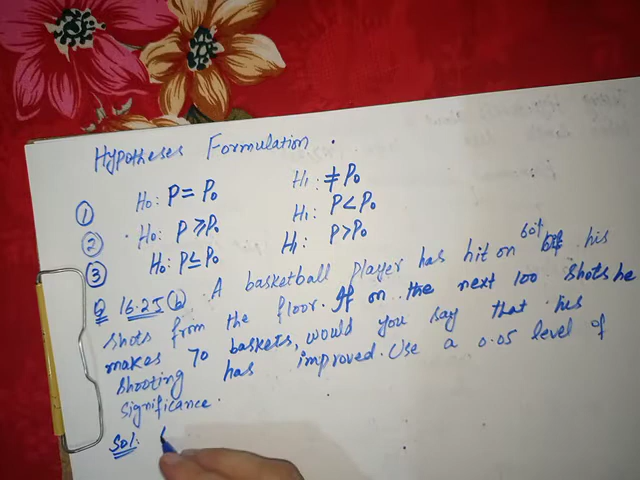 Hypotheses Formulation.
① H₀: P = P₀ H₁: ≠ P₀
② H₀: P ≥ P₀ H₁: P < P₀
③ H₀: P ≤ P₀ H₁: P > P₀
Q 16.25 (b) A basketball player has hit on 60% of his
shots from the floor. If on the next 100 shots he
makes 70 baskets, would you say that his
shooting has improved. Use a 0.05 level of
significance.
Sol: